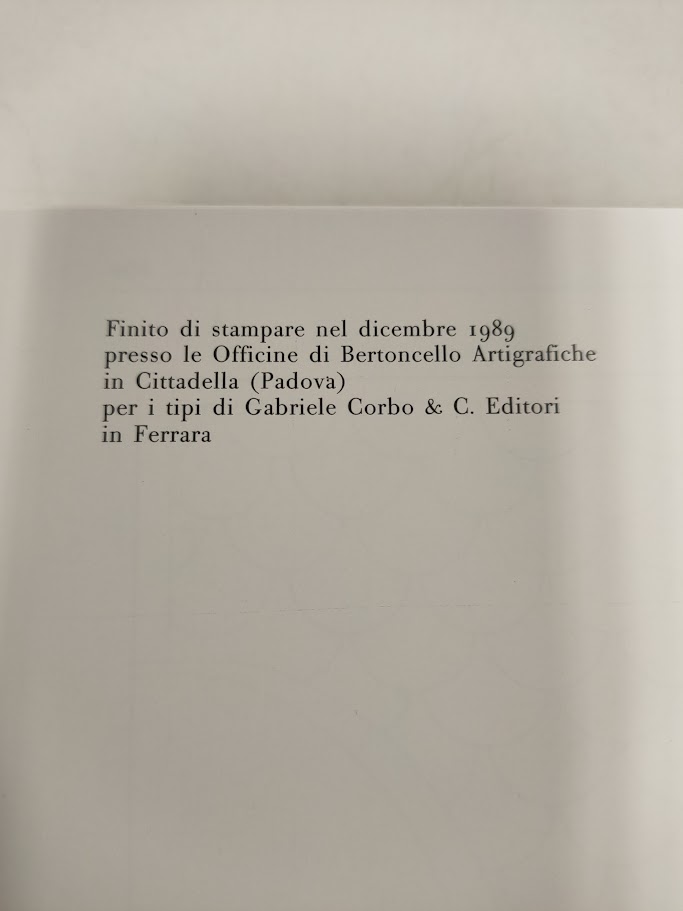 Finito di stampare nel dicembre 1989
presso le Officine di Bertoncello Artigrafiche
in Cittadella (Padova)
per i tipi di Gabriele Corbo & C. Editori
in Ferrara